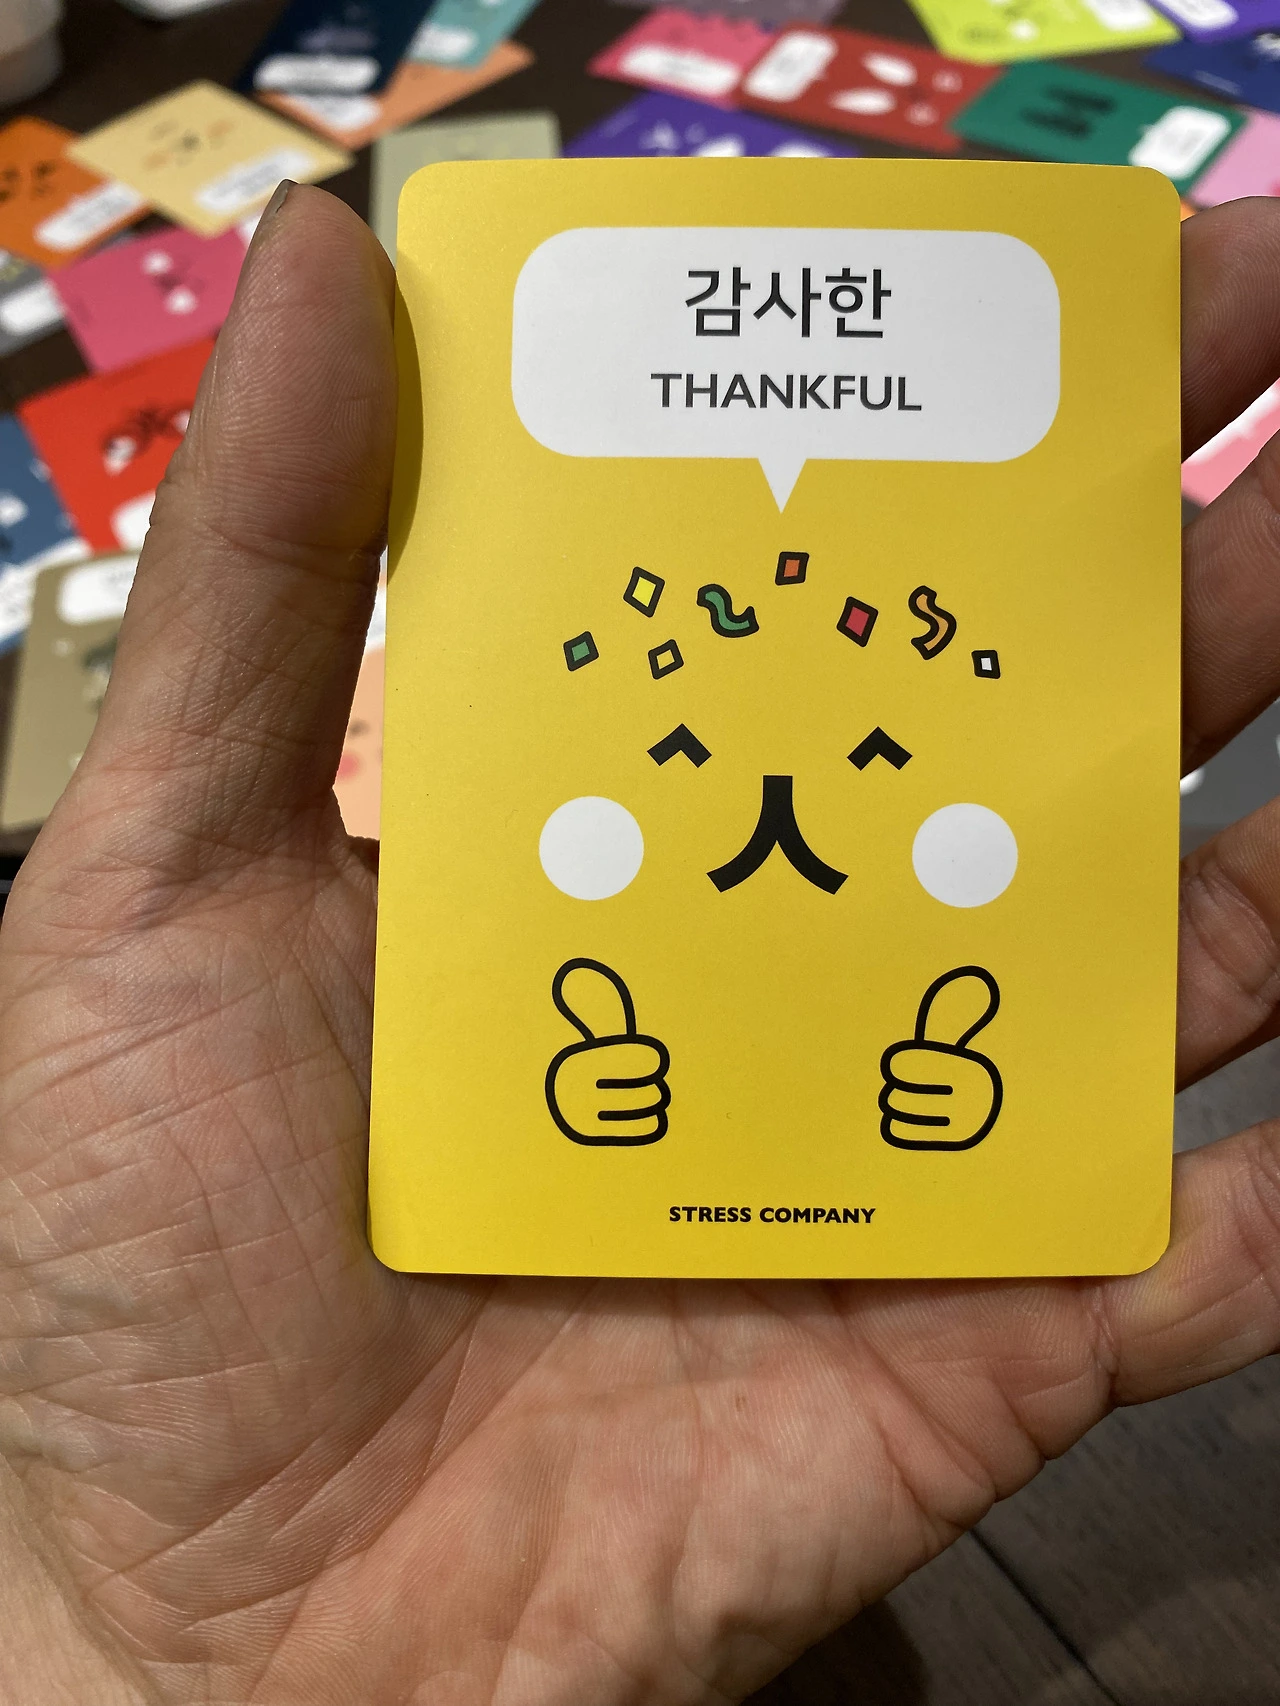 감사한
THANKFUL
STRESS COMPANY